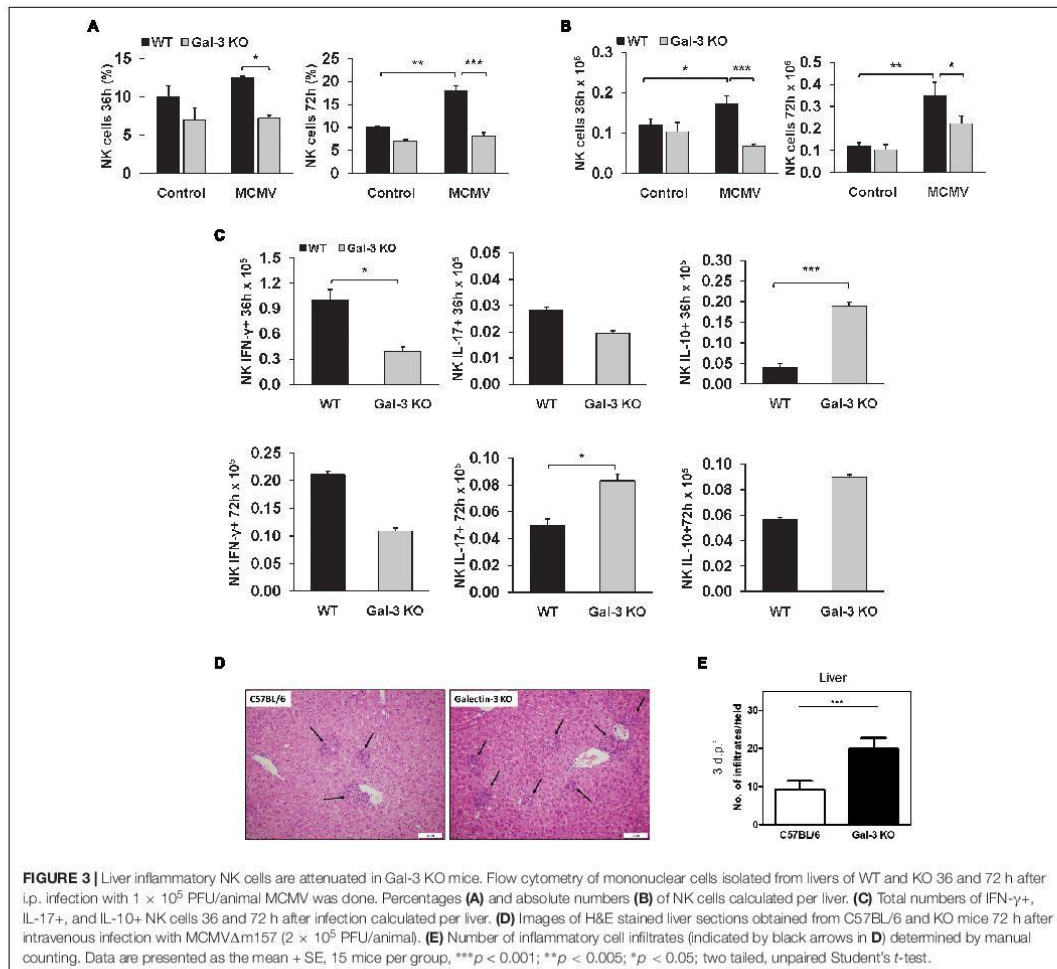 A
WT Gal-3 KO
NK cells 36h (%)
15
10
5
0
*
Control MCMV
NK cells 72h (%)
25
20
15
10
5
0
** ***
Control MCMV
B
WT Gal-3 KO
NK cells 36h x 10⁶
0.3
0.2
0.1
0.0
* ***
Control MCMV
NK cells 72h x 10⁶
0.5
0.4
0.3
0.2
0.1
0.0
** *
Control MCMV
C
WT Gal-3 KO
NK IFN-γ+ 36h x 10⁵
1.5
1.2
0.9
0.6
0.3
0.0
*
WT Gal-3 KO
NK IL-17+ 36h x 10⁵
0.05
0.04
0.03
0.02
0.01
0.00
WT Gal-3 KO
NK IL-10+ 36h x 10⁵
0.30
0.25
0.20
0.15
0.10
0.05
0.00
***
WT Gal-3 KO
NK IFN-γ+ 72h x 10⁵
0.25
0.20
0.15
0.10
0.05
0.00
WT Gal-3 KO
NK IL-17+ 72h x 10⁵
0.10
0.08
0.06
0.04
0.02
0.00
*
WT Gal-3 KO
NK IL-10+72h x 10⁵
0.10
0.08
0.06
0.04
0.02
0.00
WT Gal-3 KO
D
C57BL/6
Galectin-3 KO
E
Liver
3 d.p.i
No. of infiltrates/field
30
20
10
0
***
C57BL/6 Gal-3 KO
FIGURE 3 | Liver inflammatory NK cells are attenuated in Gal-3 KO mice. Flow cytometry of mononuclear cells isolated from livers of WT and KO 36 and 72 h after
i.p. infection with 1 × 10⁵ PFU/animal MCMV was done. Percentages (A) and absolute numbers (B) of NK cells calculated per liver. (C) Total numbers of IFN-γ+,
IL-17+, and IL-10+ NK cells 36 and 72 h after infection calculated per liver. (D) Images of H&E stained liver sections obtained from C57BL/6 and KO mice 72 h after
intravenous infection with MCMVΔm157 (2 × 10⁵ PFU/animal). (E) Number of inflammatory cell infiltrates (indicated by black arrows in D) determined by manual
counting. Data are presented as the mean + SE, 15 mice per group, ***p < 0.001; **p < 0.005; *p < 0.05; two tailed, unpaired Student's t-test.